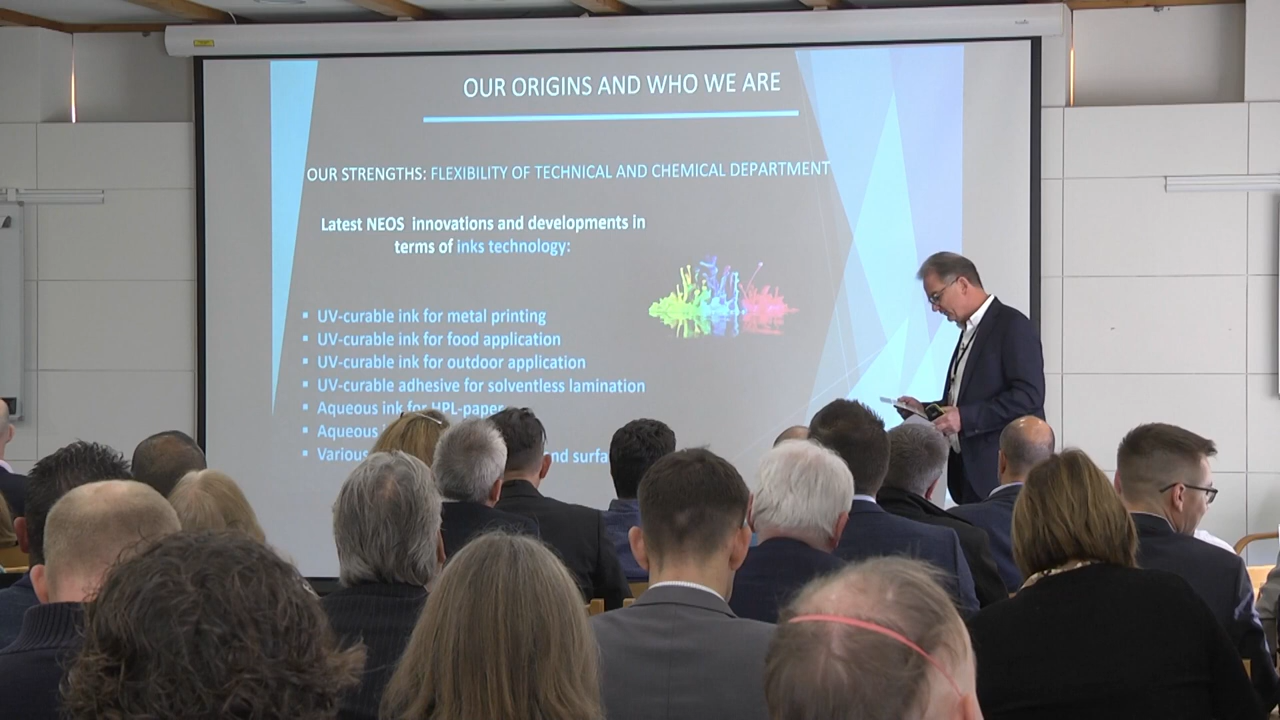 OUR ORIGINS AND WHO WE ARE
OUR STRENGTHS: FLEXIBILITY OF TECHNICAL AND CHEMICAL DEPARTMENT
Latest NEOS innovations and developments in
terms of inks technology:
▪ UV-curable ink for metal printing
▪ UV-curable ink for food application
▪ UV-curable ink for outdoor application
▪ UV-curable adhesive for solventless lamination
▪ Aqueous ink for HPL-paper
▪ Aqueous
▪ Various